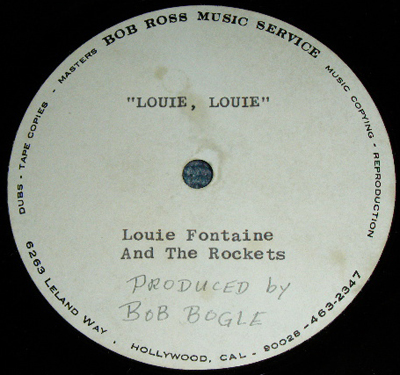 BOB ROSS MUSIC SERVICE
DUBS - TAPE COPIES - MASTERS
MUSIC COPYING - REPRODUCTION
"LOUIE, LOUIE"
Louie Fontaine
And The Rockets
PRODUCED by
BOB BOGLE
6263 LELAND WAY, HOLLYWOOD, CAL - 90028 - 463-2347